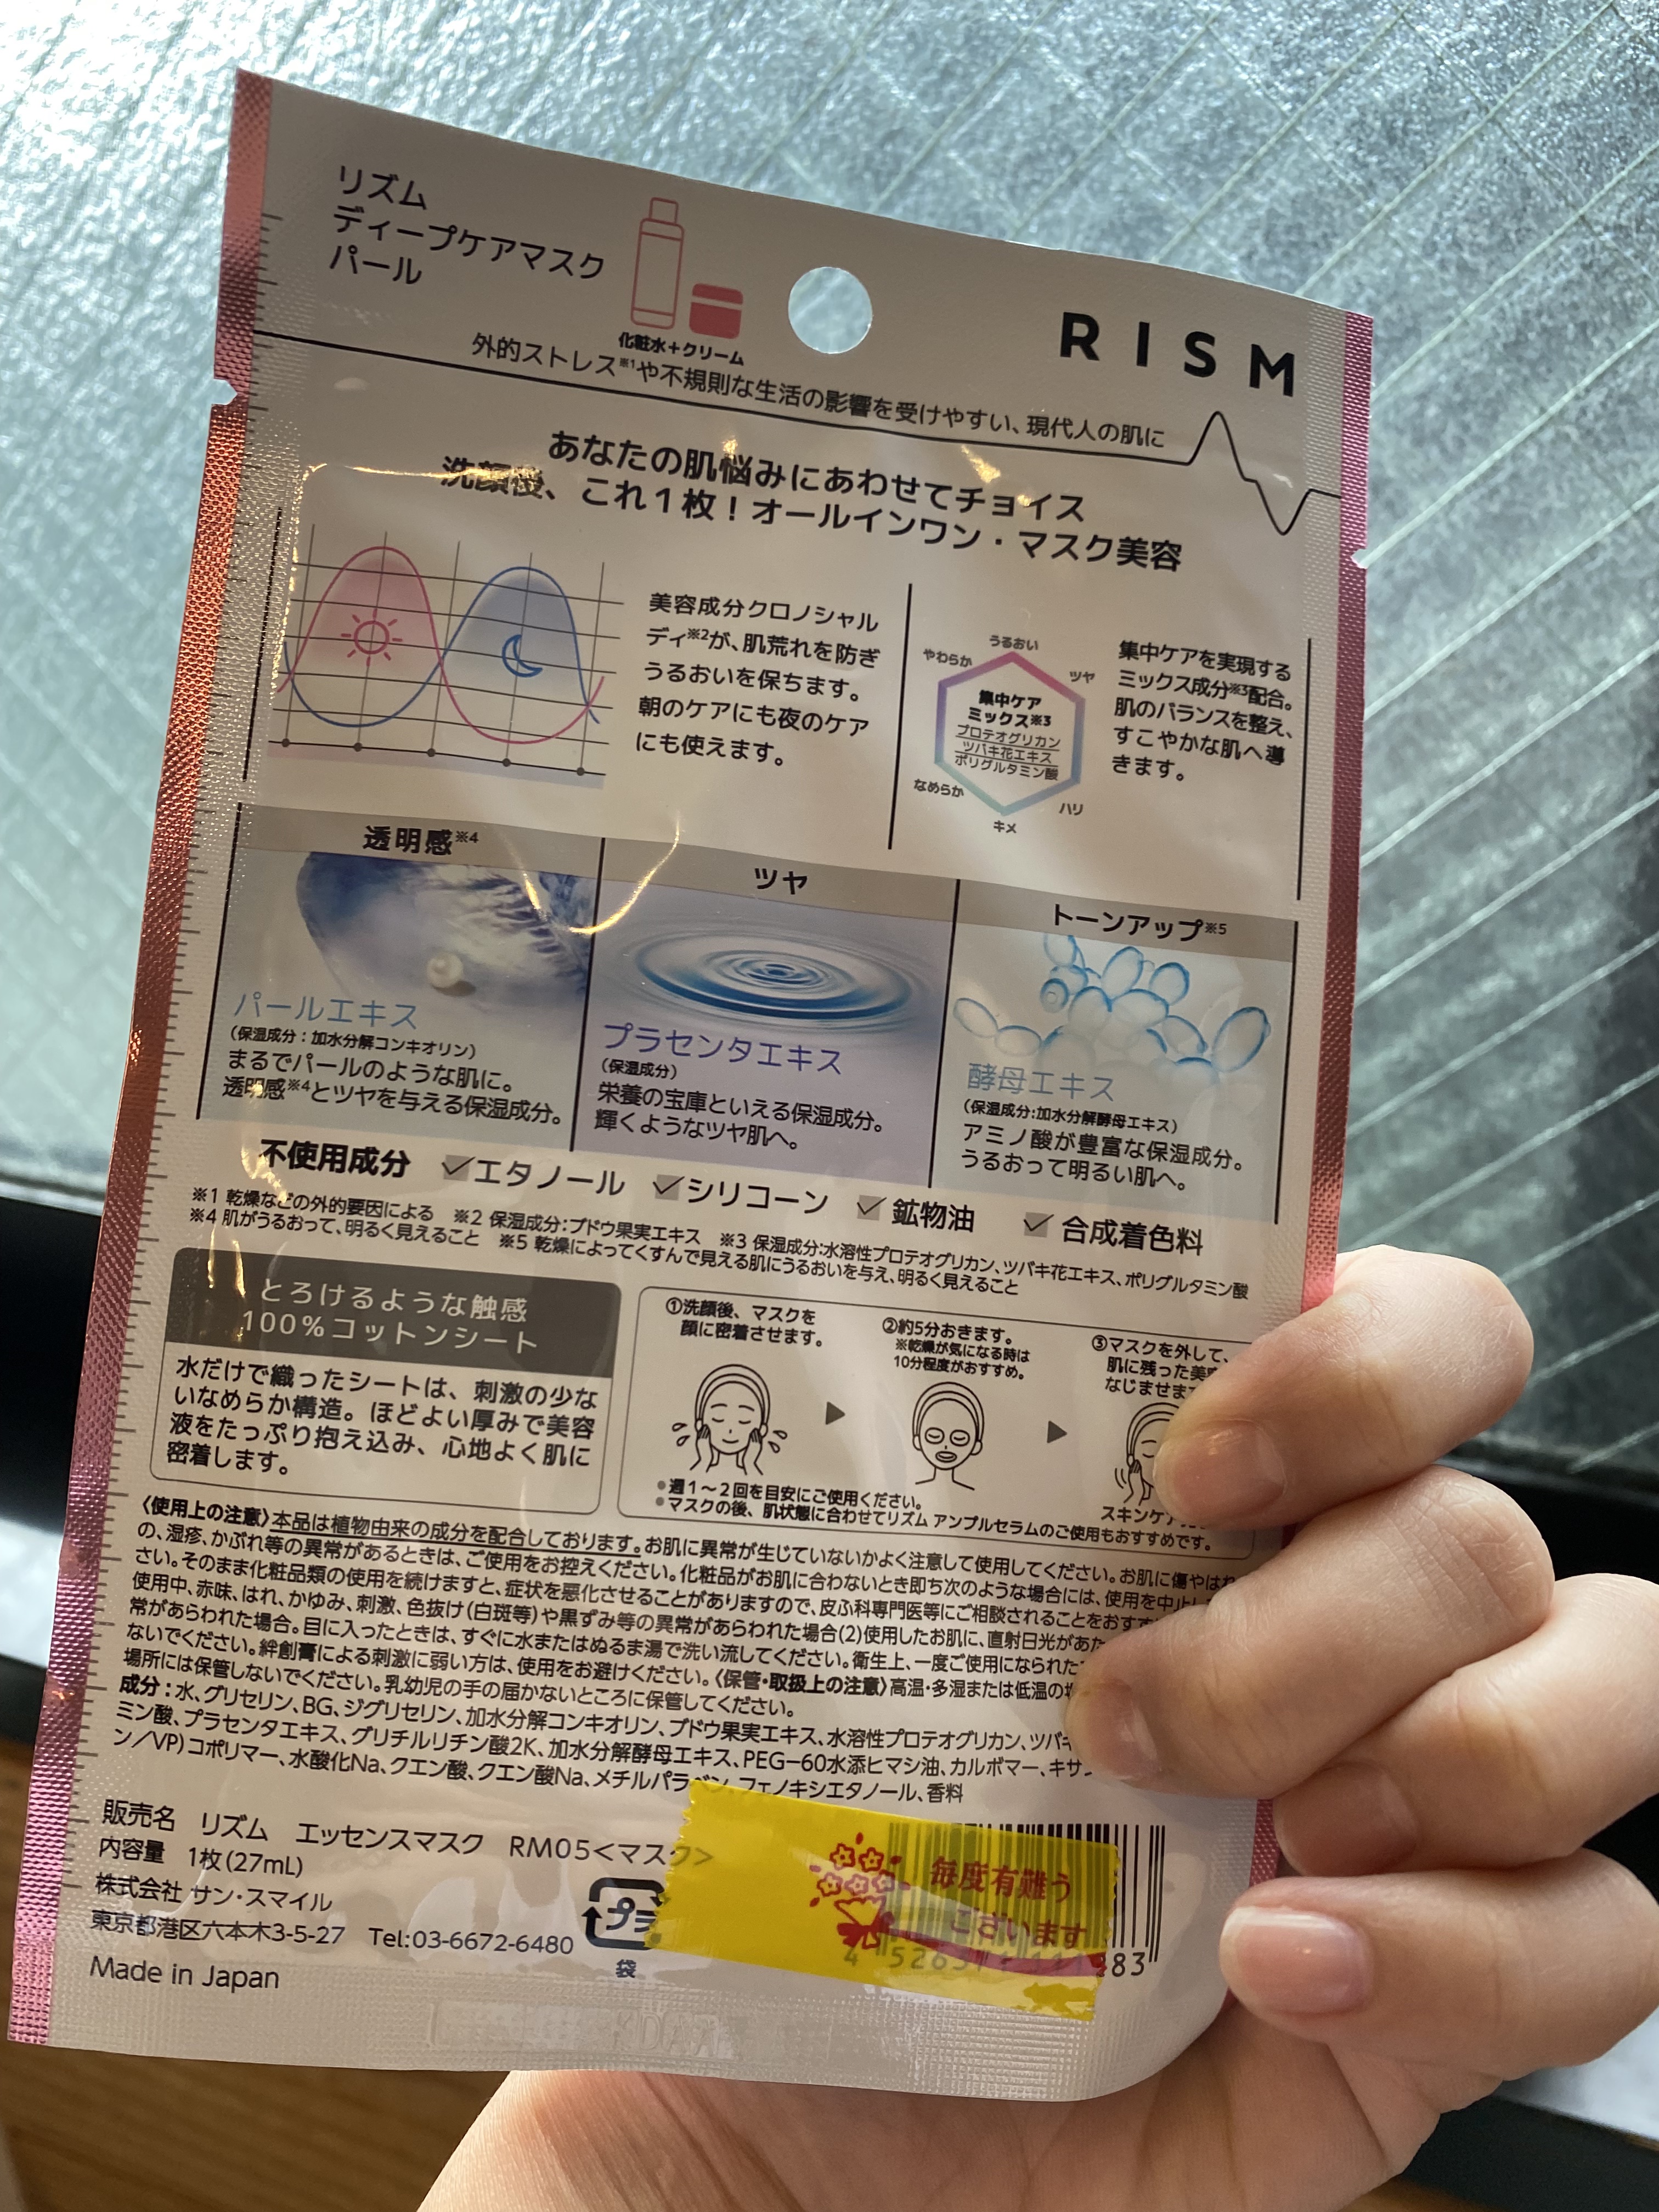 リズム
ディープケアマスク
パール
化粧水＋クリーム
RISM
外的ストレス※1や不規則な生活の影響を受けやすい、現代人の肌に
あなたの肌悩みにあわせてチョイス
洗顔後、これ1枚！オールインワン・マスク美容
美容成分クロノシャル
ディ※2が、肌荒れを防ぎ
うるおいを保ちます。
朝のケアにも夜のケア
にも使えます。
うるおい
やわらか
ツヤ
集中ケア
ミックス※3
プロテオグリカン
ツバキ花エキス
ポリグルタミン酸
なめらか
ハリ
キメ
集中ケアを実現する
ミックス成分※3配合。
肌のバランスを整え、
すこやかな肌へ導
きます。
透明感※4
パールエキス
（保湿成分：加水分解コンキオリン）
まるでパールのような肌に。
透明感※4とツヤを与える保湿成分。
ツヤ
プラセンタエキス
（保湿成分）
栄養の宝庫といえる保湿成分。
輝くようなツヤ肌へ。
トーンアップ※5
酵母エキス
（保湿成分:加水分解酵母エキス）
アミノ酸が豊富な保湿成分。
うるおって明るい肌へ。
不使用成分 エタノール シリコーン 鉱物油 合成着色料
※1 乾燥などの外的要因による ※2 保湿成分:ブドウ果実エキス ※3 保湿成分:水溶性プロテオグリカン、ツバキ花エキス、ポリグルタミン酸
※4 肌がうるおって、明るく見えること ※5 乾燥によってくすんで見える肌にうるおいを与え、明るく見えること
とろけるような触感
100%コットンシート
水だけで織ったシートは、刺激の少な
いなめらか構造。ほどよい厚みで美容
液をたっぷり抱え込み、心地よく肌に
密着します。
①洗顔後、マスクを
顔に密着させます。
②約5分おきます。
※乾燥が気になる時は
10分程度がおすすめ。
③マスクを外して、
肌に残った美
なじませま
スキンケア
●週1～2回を目安にご使用ください。
●マスクの後、肌状態に合わせてリズム アンプルセラムのご使用もおすすめです。
〈使用上の注意〉本品は植物由来の成分を配合しております。お肌に異常が生じていないかよく注意して使用してください。お肌に傷やはれ
の、湿疹、かぶれ等の異常があるときは、ご使用をお控えください。化粧品がお肌に合わないとき即ち次のような場合には、使用を中止し
さい。そのまま化粧品類の使用を続けますと、症状を悪化させることがありますので、皮ふ科専門医等にご相談されることをおすす
使用中、赤味、はれ、かゆみ、刺激、色抜け（白斑等）や黒ずみ等の異常があらわれた場合(2)使用したお肌に、直射日光があた
常があらわれた場合。目に入ったときは、すぐに水またはぬるま湯で洗い流してください。衛生上、一度ご使用になられた
ないでください。絆創膏による刺激に弱い方は、使用をお避けください。〈保管・取扱上の注意〉高温・多湿または低温の
場所には保管しないでください。乳幼児の手の届かないところに保管してください。
成分：水、グリセリン、BG、ジグリセリン、加水分解コンキオリン、ブドウ果実エキス、水溶性プロテオグリカン、ツバキ
ミン酸、プラセンタエキス、グリチルリチン酸2K、加水分解酵母エキス、PEG－60水添ヒマシ油、カルボマー、キサン
ン／VP）コポリマー、水酸化Na、クエン酸、クエン酸Na、メチルパラベン、フェノキシエタノール、香料
販売名 リズム エッセンスマスク RM05＜マスク＞
内容量 1枚（27mL）
株式会社 サン・スマイル
東京都港区六本木3-5-27 Tel:03-6672-6480
Made in Japan
プラ
袋
毎度有難う
ございます